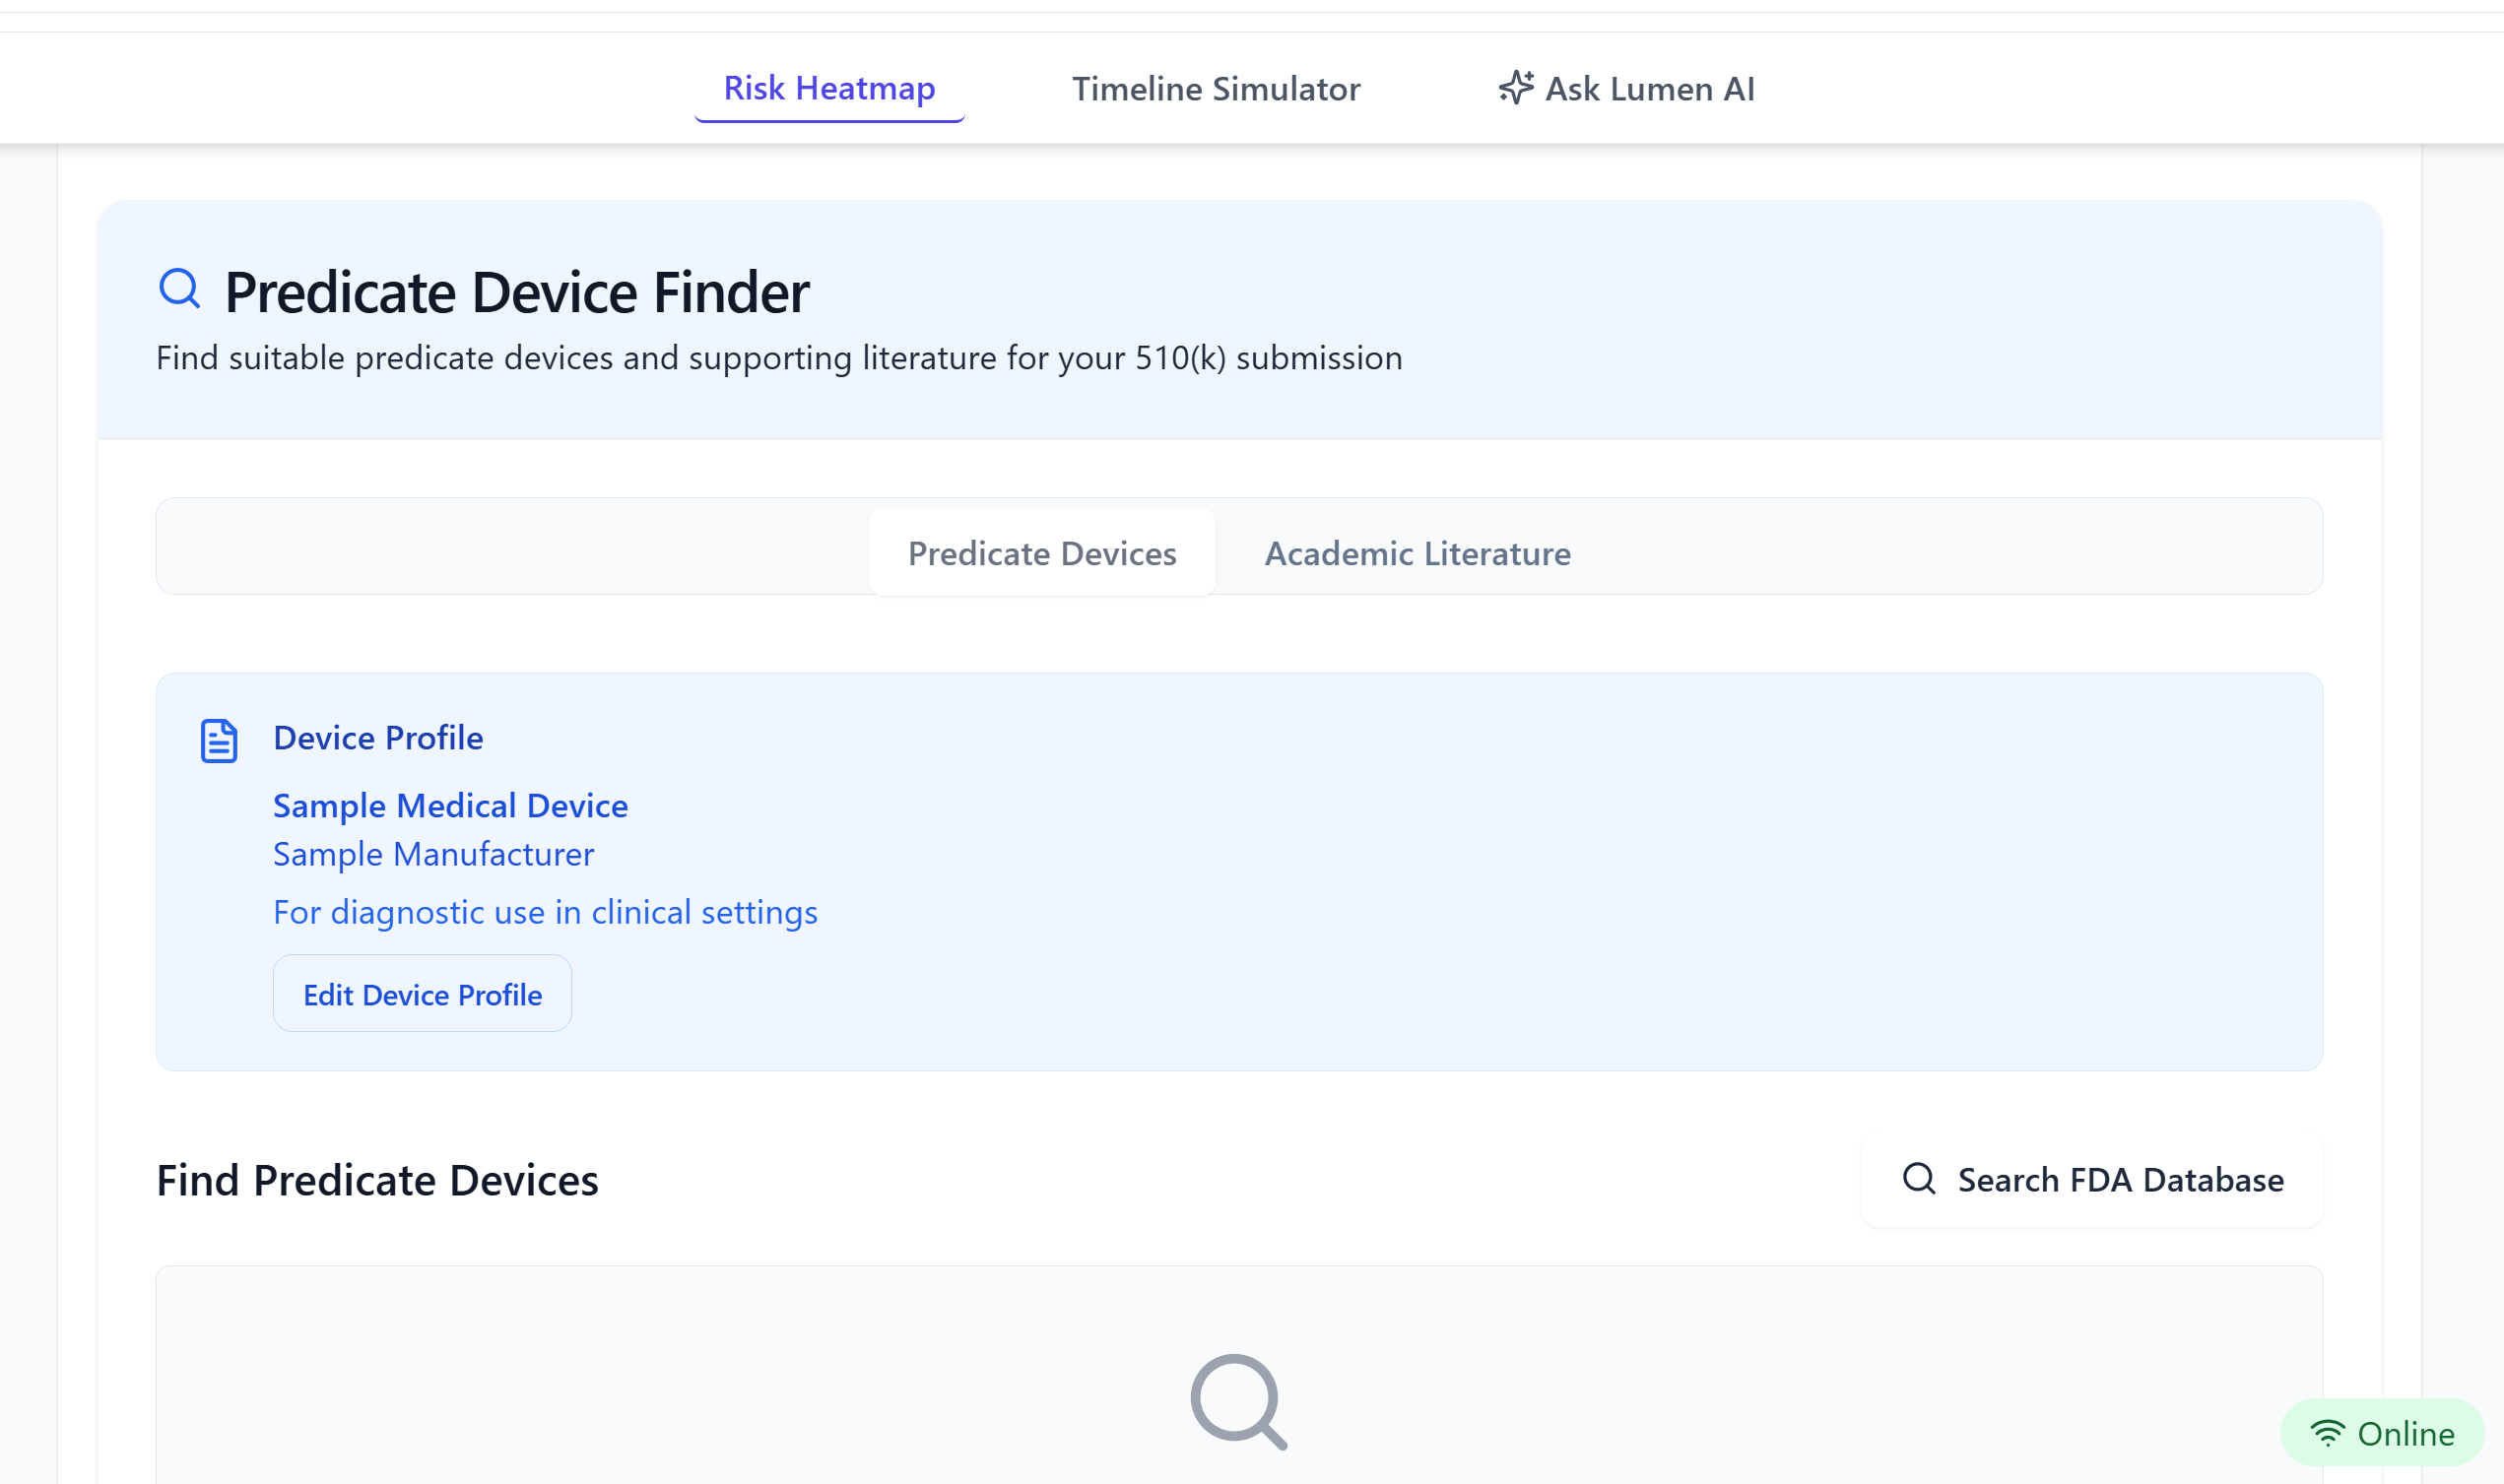 Risk Heatmap
Timeline Simulator
Ask Lumen AI
Predicate Device Finder
Find suitable predicate devices and supporting literature for your 510(k) submission
Predicate Devices
Academic Literature
Device Profile
Sample Medical Device
Sample Manufacturer
For diagnostic use in clinical settings
Edit Device Profile
Find Predicate Devices
Search FDA Database
Online